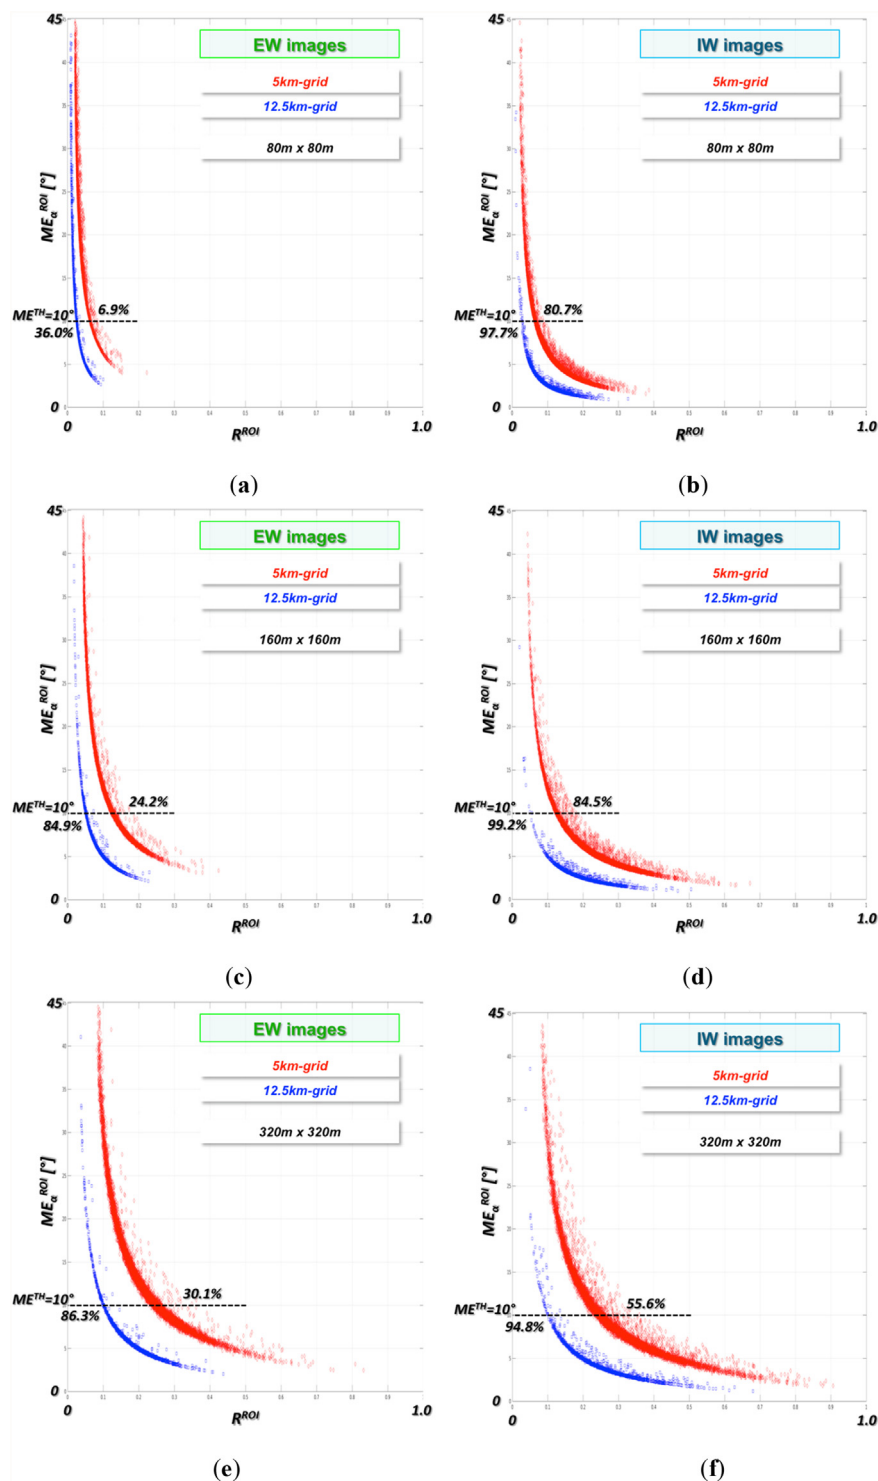 45
EW images
5km-grid
12.5km-grid
80m x 80m
MEα^ROI [°]
ME^TH=10°
6.9%
36.0%
0
0
R^ROI
1.0
(a)
45
IW images
5km-grid
12.5km-grid
80m x 80m
MEα^ROI [°]
ME^TH=10°
80.7%
97.7%
0
0
R^ROI
1.0
(b)
45
EW images
5km-grid
12.5km-grid
160m x 160m
MEα^ROI [°]
ME^TH=10°
24.2%
84.9%
0
0
R^ROI
1.0
(c)
45
IW images
5km-grid
12.5km-grid
160m x 160m
MEα^ROI [°]
ME^TH=10°
84.5%
99.2%
0
0
R^ROI
1.0
(d)
45
EW images
5km-grid
12.5km-grid
320m x 320m
MEα^ROI [°]
ME^TH=10°
30.1%
86.3%
0
0
R^ROI
1.0
(e)
45
IW images
5km-grid
12.5km-grid
320m x 320m
MEα^ROI [°]
ME^TH=10°
55.6%
94.8%
0
0
R^ROI
1.0
(f)